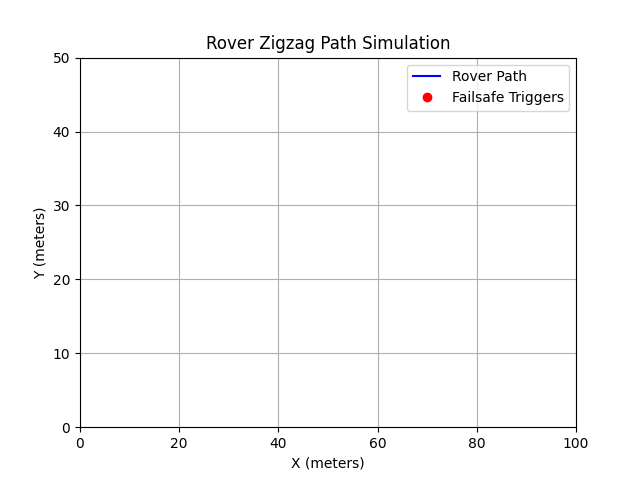 Rover Zigzag Path Simulation
Rover Path
Failsafe Triggers
50
40
30
20
10
0
Y (meters)
0 20 40 60 80 100
X (meters)